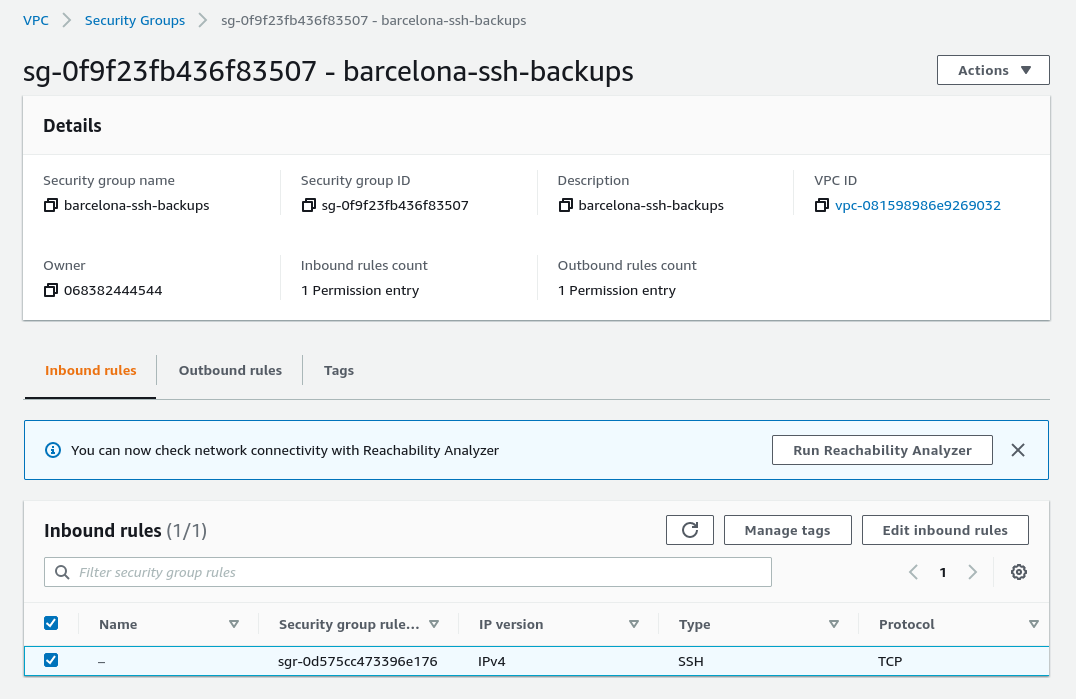 VPC > Security Groups > sg-0f9f23fb436f83507 - barcelona-ssh-backups
sg-0f9f23fb436f83507 - barcelona-ssh-backups
Actions
Details
Security group name Security group ID Description VPC ID
barcelona-ssh-backups sg-0f9f23fb436f83507 barcelona-ssh-backups vpc-081598986e9269032
Owner Inbound rules count Outbound rules count
068382444544 1 Permission entry 1 Permission entry
Inbound rules Outbound rules Tags
You can now check network connectivity with Reachability Analyzer Run Reachability Analyzer
Inbound rules (1/1) Manage tags Edit inbound rules
Filter security group rules 1
Name Security group rule... IP version Type Protocol
– sgr-0d575cc473396e176 IPv4 SSH TCP